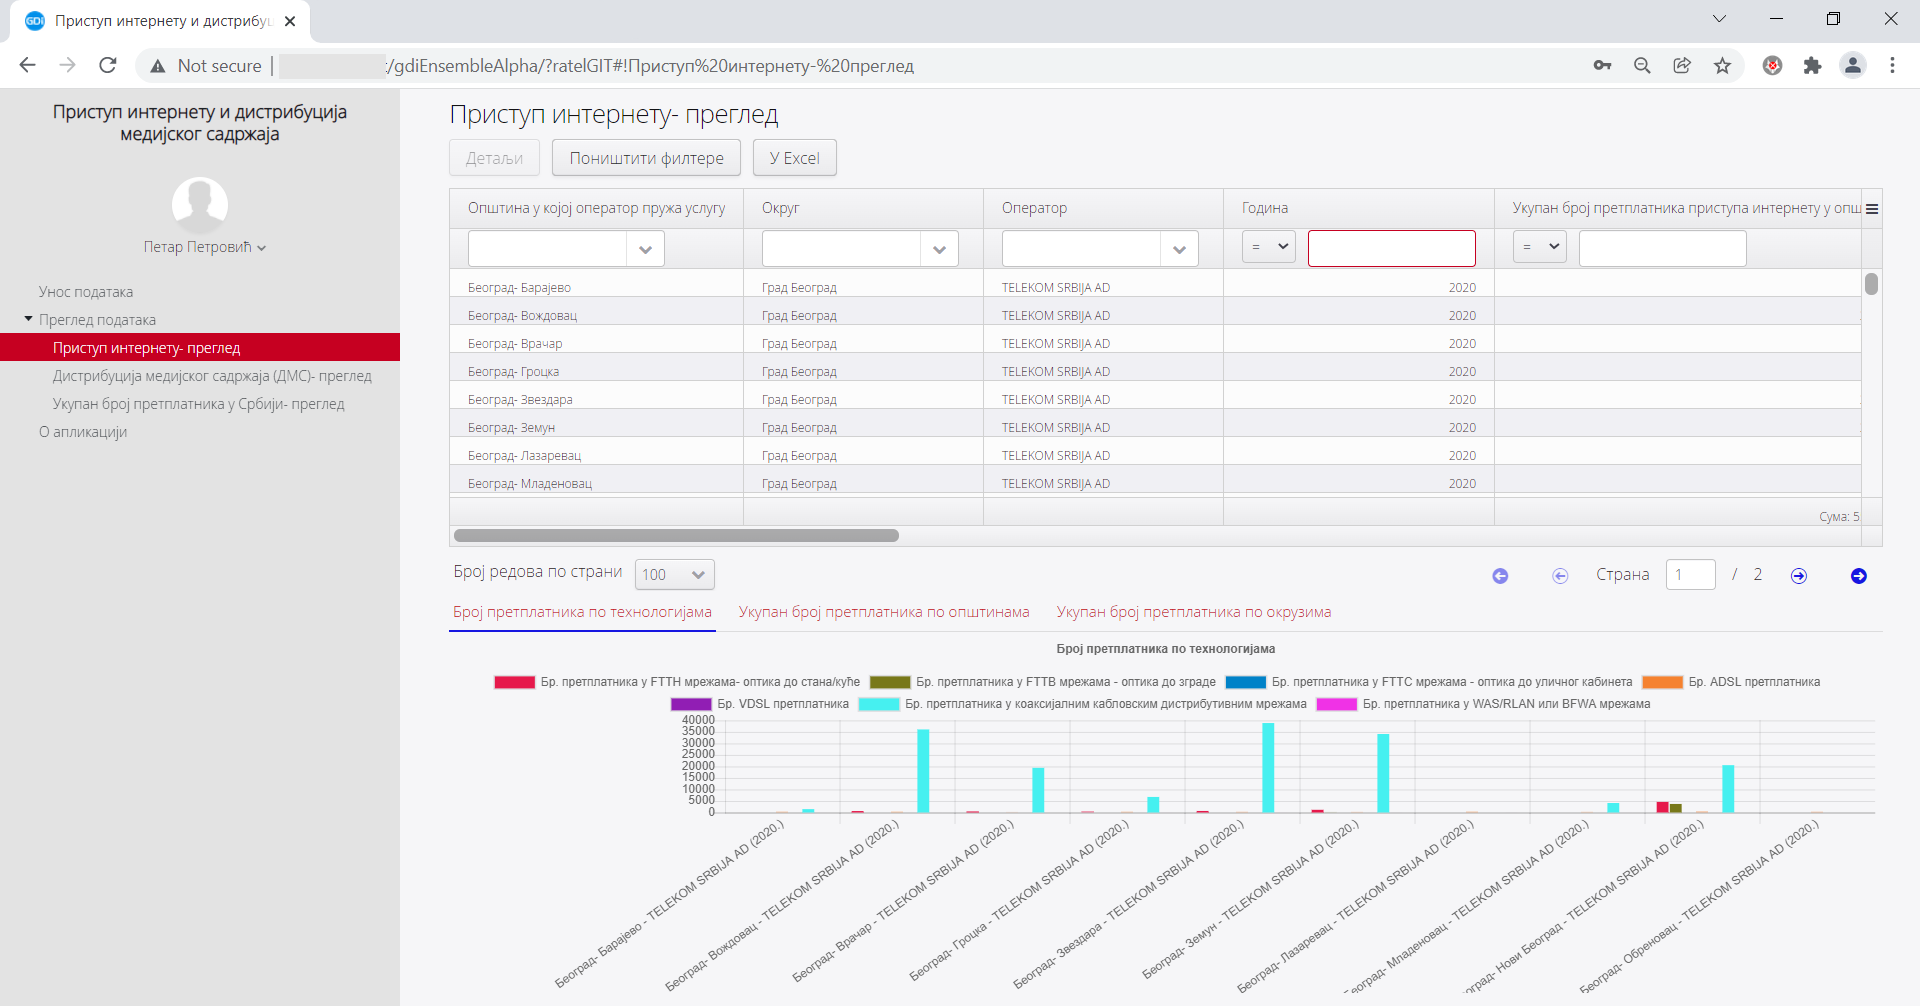 Приступ интернету и дистрибуц
Not secure
:/gdiEnsembleAlpha/?ratelGIT#!Приступ%20интернету-%20преглед
Приступ интернету и дистрибуција
медијског садржаја
Петар Петровић
Унос података
Преглед података
Приступ интернету- преглед
Дистрибуција медијског садржаја (ДМС)- преглед
Укупан број претплатника у Србији- преглед
О апликацији
Приступ интернету- преглед
Детаљи Поништити филтере У Excel
Општина у којој оператор пружа услугу Округ Оператор Година Укупан број претплатника приступа интернету у опш
= =
Београд- Барајево Град Београд TELEKOM SRBIJA AD 2020
Београд- Вождовац Град Београд TELEKOM SRBIJA AD 2020
Београд- Врачар Град Београд TELEKOM SRBIJA AD 2020
Београд- Гроцка Град Београд TELEKOM SRBIJA AD 2020
Београд- Звездара Град Београд TELEKOM SRBIJA AD 2020
Београд- Земун Град Београд TELEKOM SRBIJA AD 2020
Београд- Лазаревац Град Београд TELEKOM SRBIJA AD 2020
Београд- Младеновац Град Београд TELEKOM SRBIJA AD 2020
Сума: 5
Број редова по страни 100 Страна 1 / 2
Број претплатника по технологијама Укупан број претплатника по општинама Укупан број претплатника по окрузима
Број претплатника по технологијама
Бр. претплатника у FTTH мрежама- оптика до стана/куће Бр. претплатника у FTTB мрежама - оптика до зграде Бр. претплатника у FTTC мрежама - оптика до уличног кабинета Бр. ADSL претплатника
Бр. VDSL претплатника Бр. претплатника у коаксијалним кабловским дистрибутивним мрежама Бр. претплатника у WAS/RLAN или BFWA мрежама
40000
35000
30000
25000
20000
15000
10000
5000
0
Београд- Барајево - TELEKOM SRBIJA AD (2020.)
Београд- Вождовац - TELEKOM SRBIJA AD (2020.)
Београд- Врачар - TELEKOM SRBIJA AD (2020.)
Београд- Гроцка - TELEKOM SRBIJA AD (2020.)
Београд- Звездара - TELEKOM SRBIJA AD (2020.)
Београд- Земун - TELEKOM SRBIJA AD (2020.)
Београд- Лазаревац - TELEKOM SRBIJA AD (2020.)
еоград- Младеновац - TELEKOM SRBIJA AD (2020.)
оград- Нови Београд - TELEKOM SRBIJA AD (2020.)
Београд- Обреновац - TELEKOM SRBIJA AD (2020.)